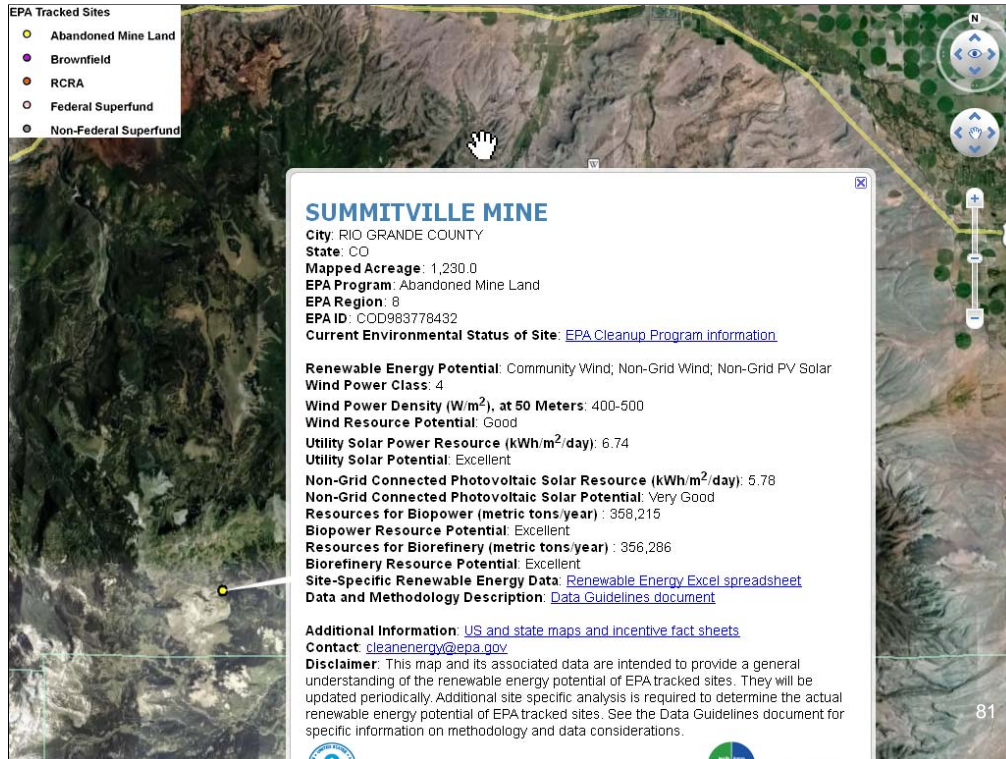 EPA Tracked Sites
Abandoned Mine Land
Brownfield
RCRA
Federal Superfund
Non-Federal Superfund
N
W
SUMMITVILLE MINE
City: RIO GRANDE COUNTY
State: CO
Mapped Acreage: 1,230.0
EPA Program: Abandoned Mine Land
EPA Region: 8
EPA ID: COD983778432
Current Environmental Status of Site: EPA Cleanup Program information
Renewable Energy Potential: Community Wind; Non-Grid Wind; Non-Grid PV Solar
Wind Power Class: 4
Wind Power Density (W/m²), at 50 Meters: 400-500
Wind Resource Potential: Good
Utility Solar Power Resource (kWh/m²/day): 6.74
Utility Solar Potential: Excellent
Non-Grid Connected Photovoltaic Solar Resource (kWh/m²/day): 5.78
Non-Grid Connected Photovoltaic Solar Potential: Very Good
Resources for Biopower (metric tons/year) : 358,215
Biopower Resource Potential: Excellent
Resources for Biorefinery (metric tons/year) : 356,286
Biorefinery Resource Potential: Excellent
Site-Specific Renewable Energy Data: Renewable Energy Excel spreadsheet
Data and Methodology Description: Data Guidelines document
Additional Information: US and state maps and incentive fact sheets
Contact: cleanenergy@epa.gov
Disclaimer: This map and its associated data are intended to provide a general
understanding of the renewable energy potential of EPA tracked sites. They will be
updated periodically. Additional site specific analysis is required to determine the actual
renewable energy potential of EPA tracked sites. See the Data Guidelines document for
specific information on methodology and data considerations.
81